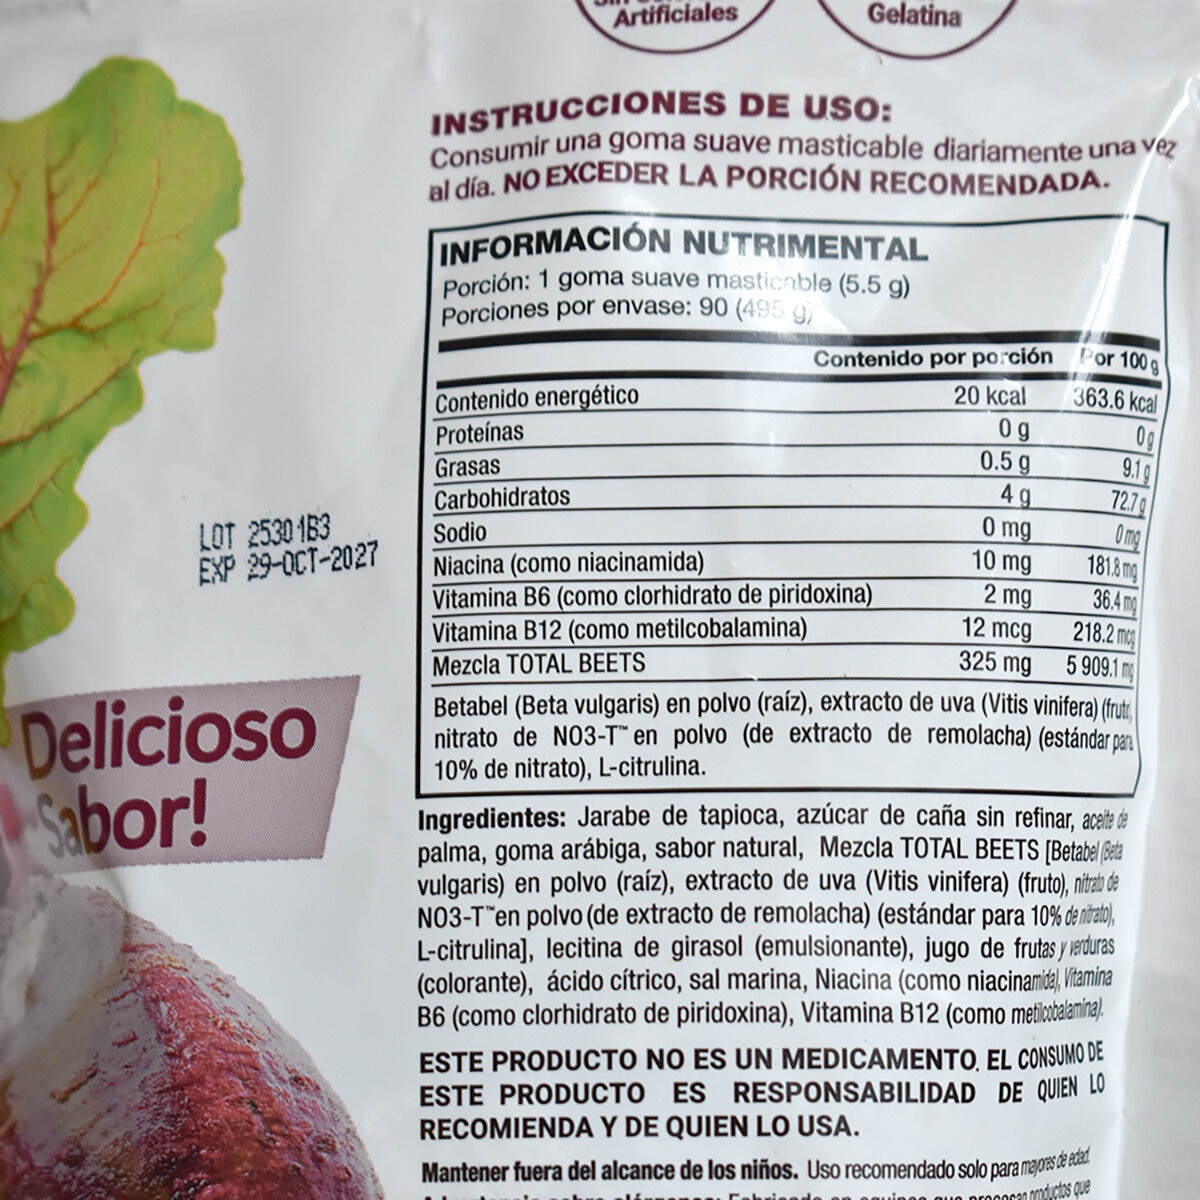 Artificiales
Gelatina
INSTRUCCIONES DE USO:
Consumir una goma suave masticable diariamente una vez
al día. NO EXCEDER LA PORCIÓN RECOMENDADA.
INFORMACIÓN NUTRIMENTAL
Porción: 1 goma suave masticable (5.5 g)
Porciones por envase: 90 (495 g)
Contenido por porción Por 100 g
Contenido energético 20 kcal 363.6 kcal
Proteínas 0 g 0 g
Grasas 0.5 g 9.1 g
Carbohidratos 4 g 72.7 g
Sodio 0 mg 0 mg
Niacina (como niacinamida) 10 mg 181.8 mg
Vitamina B6 (como clorhidrato de piridoxina) 2 mg 36.4 mg
Vitamina B12 (como metilcobalamina) 12 mcg 218.2 mcg
Mezcla TOTAL BEETS 325 mg 5 909.1 mg
Betabel (Beta vulgaris) en polvo (raíz), extracto de uva (Vitis vinifera) (fruto),
nitrato de NO3-T™ en polvo (de extracto de remolacha) (estándar para
10% de nitrato), L-citrulina.
LOT 25301B3
EXP 29-OCT-2027
Delicioso
Sabor!
Ingredientes: Jarabe de tapioca, azúcar de caña sin refinar, aceite de
palma, goma arábiga, sabor natural, Mezcla TOTAL BEETS [Betabel (Beta
vulgaris) en polvo (raíz), extracto de uva (Vitis vinifera) (fruto), nitrato de
NO3-T™en polvo (de extracto de remolacha) (estándar para 10% de nitrato),
L-citrulina], lecitina de girasol (emulsionante), jugo de frutas y verduras
(colorante), ácido cítrico, sal marina, Niacina (como niacinamida), Vitamina
B6 (como clorhidrato de piridoxina), Vitamina B12 (como metilcobalamina).
ESTE PRODUCTO NO ES UN MEDICAMENTO. EL CONSUMO DE
ESTE PRODUCTO ES RESPONSABILIDAD DE QUIEN LO
RECOMIENDA Y DE QUIEN LO USA.
Mantener fuera del alcance de los niños. Uso recomendado solo para mayores de edad.
productos que